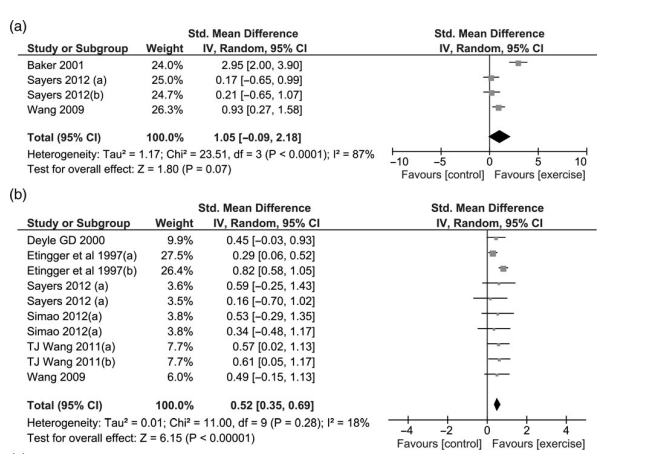 (a)
Std. Mean Difference Std. Mean Difference
Study or Subgroup Weight IV, Random, 95% CI IV, Random, 95% CI
Baker 2001 24.0% 2.95 [2.00, 3.90]
Sayers 2012 (a) 25.0% 0.17 [−0.65, 0.99]
Sayers 2012(b) 24.7% 0.21 [−0.65, 1.07]
Wang 2009 26.3% 0.93 [0.27, 1.58]
Total (95% CI) 100.0% 1.05 [−0.09, 2.18]
Heterogeneity: Tau² = 1.17; Chi² = 23.51, df = 3 (P < 0.0001); I² = 87%
Test for overall effect: Z = 1.80 (P = 0.07)
−10 −5 0 5 10
Favours [control] Favours [exercise]
(b)
Std. Mean Difference Std. Mean Difference
Study or Subgroup Weight IV, Random, 95% CI IV, Random, 95% CI
Deyle GD 2000 9.9% 0.45 [−0.03, 0.93]
Etingger et al 1997(a) 27.5% 0.29 [0.06, 0.52]
Etingger et al 1997(b) 26.4% 0.82 [0.58, 1.05]
Sayers 2012 (a) 3.6% 0.59 [−0.25, 1.43]
Sayers 2012 (a) 3.5% 0.16 [−0.70, 1.02]
Simao 2012(a) 3.8% 0.53 [−0.29, 1.35]
Simao 2012(a) 3.8% 0.34 [−0.48, 1.17]
TJ Wang 2011(a) 7.7% 0.57 [0.02, 1.13]
TJ Wang 2011(b) 7.7% 0.61 [0.05, 1.17]
Wang 2009 6.0% 0.49 [−0.15, 1.13]
Total (95% CI) 100.0% 0.52 [0.35, 0.69]
Heterogeneity: Tau² = 0.01; Chi² = 11.00, df = 9 (P = 0.28); I² = 18%
Test for overall effect: Z = 6.15 (P < 0.00001)
−4 −2 0 2 4
Favours [control] Favours [exercise]